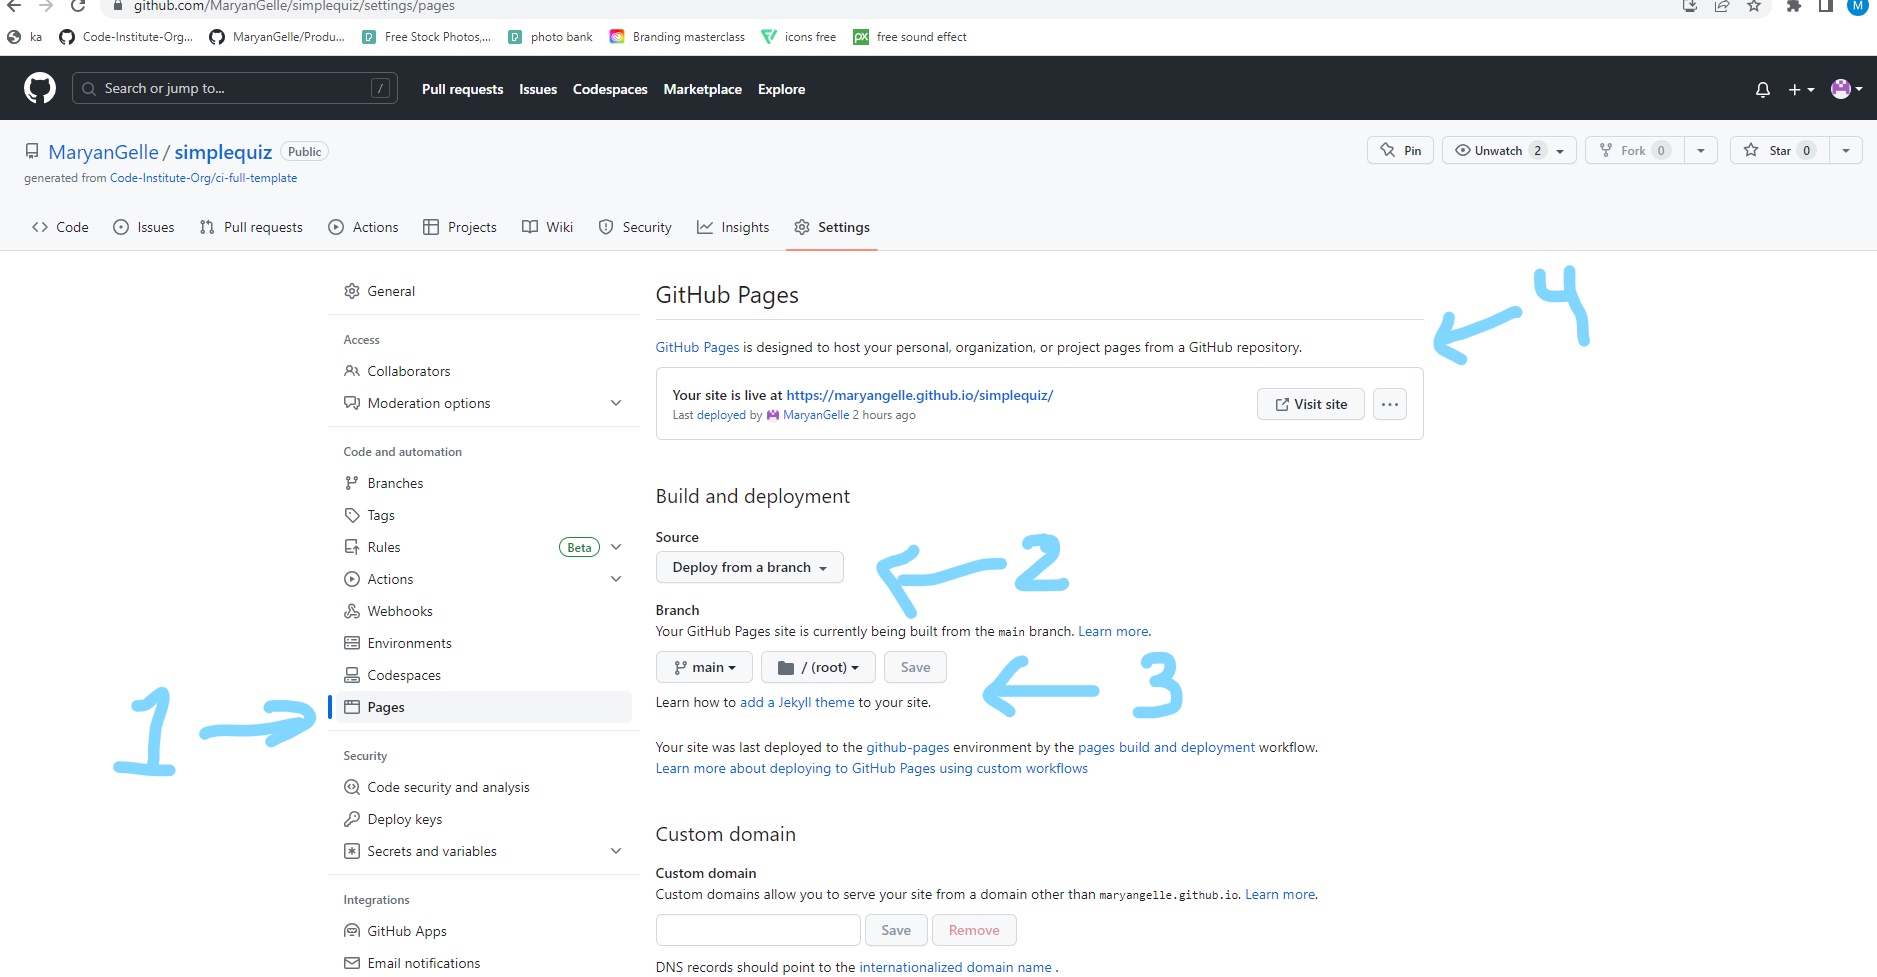 github.com/MaryanGelle/simplequiz/settings/pages
M
ka Code-Institute-Org... MaryanGelle/Produ... Free Stock Photos,... photo bank Branding masterclass icons free px free sound effect
Search or jump to... / Pull requests Issues Codespaces Marketplace Explore
MaryanGelle / simplequiz Public Pin Unwatch 2 Fork 0 Star 0
generated from Code-Institute-Org/ci-full-template
Code Issues Pull requests Actions Projects Wiki Security Insights Settings
General
Access
Collaborators
Moderation options
Code and automation
Branches
Tags
Rules Beta
Actions
Webhooks
Environments
Codespaces
1 Pages
Security
Code security and analysis
Deploy keys
Secrets and variables
Integrations
GitHub Apps
Email notifications
GitHub Pages
4
GitHub Pages is designed to host your personal, organization, or project pages from a GitHub repository.
Your site is live at https://maryangelle.github.io/simplequiz/
Last deployed by MaryanGelle 2 hours ago
Visit site ...
Build and deployment
Source
Deploy from a branch 2
Branch
Your GitHub Pages site is currently being built from the main branch. Learn more.
main / (root) Save 3
Learn how to add a Jekyll theme to your site.
Your site was last deployed to the github-pages environment by the pages build and deployment workflow.
Learn more about deploying to GitHub Pages using custom workflows
Custom domain
Custom domain
Custom domains allow you to serve your site from a domain other than maryangelle.github.io. Learn more.
Save Remove
DNS records should point to the internationalized domain name .